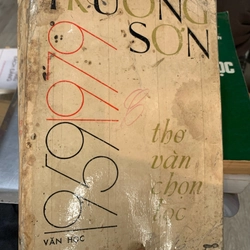 TRƯỜNG
SƠN
1959/1979
thơ
văn
chọn
lọc
VĂN HỌC